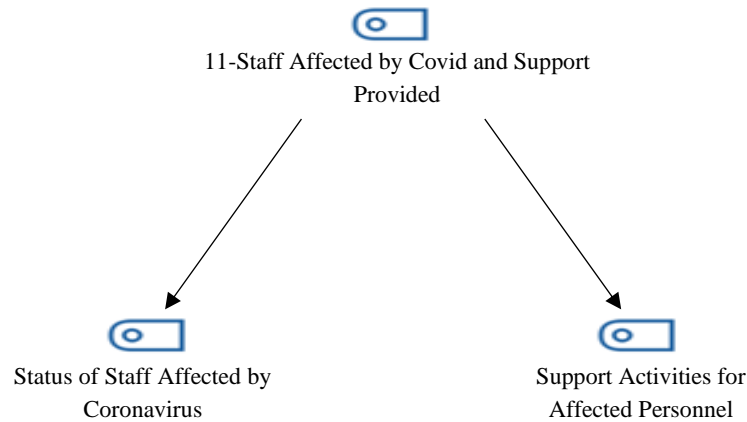 11-Staff Affected by Covid and Support
Provided
Status of Staff Affected by
Coronavirus
Support Activities for
Affected Personnel